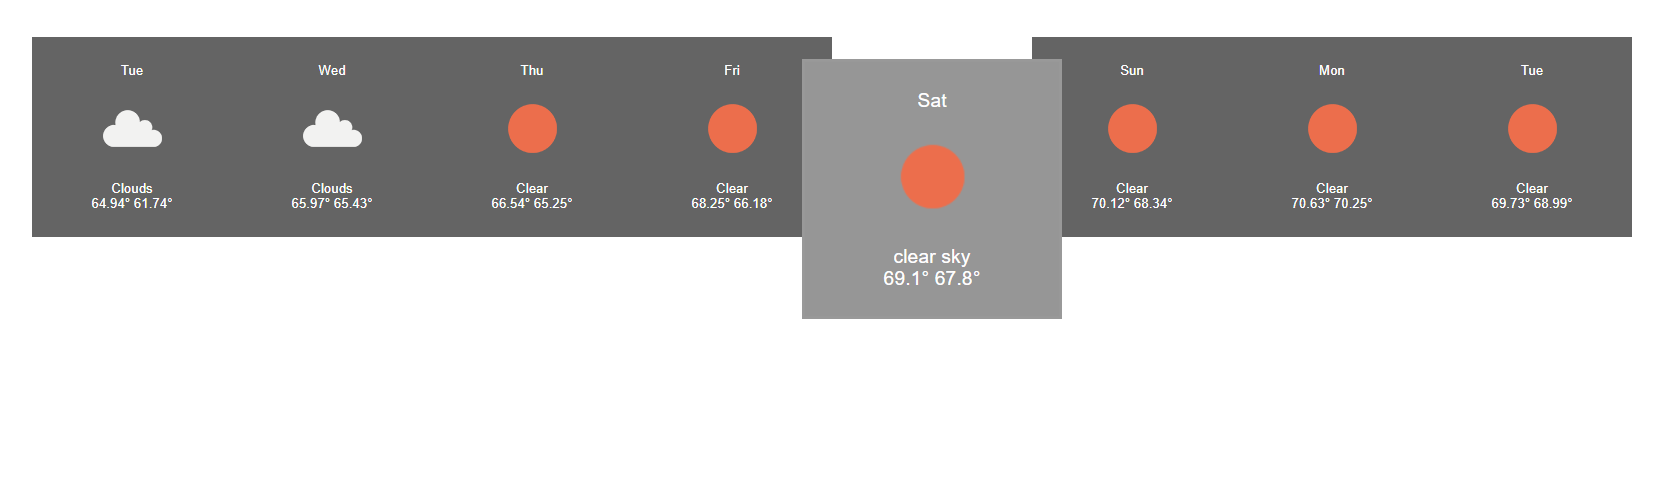 Tue
Clouds
64.94° 61.74°
Wed
Clouds
65.97° 65.43°
Thu
Clear
66.54° 65.25°
Fri
Clear
68.25° 66.18°
Sat
clear sky
69.1° 67.8°
Sun
Clear
70.12° 68.34°
Mon
Clear
70.63° 70.25°
Tue
Clear
69.73° 68.99°